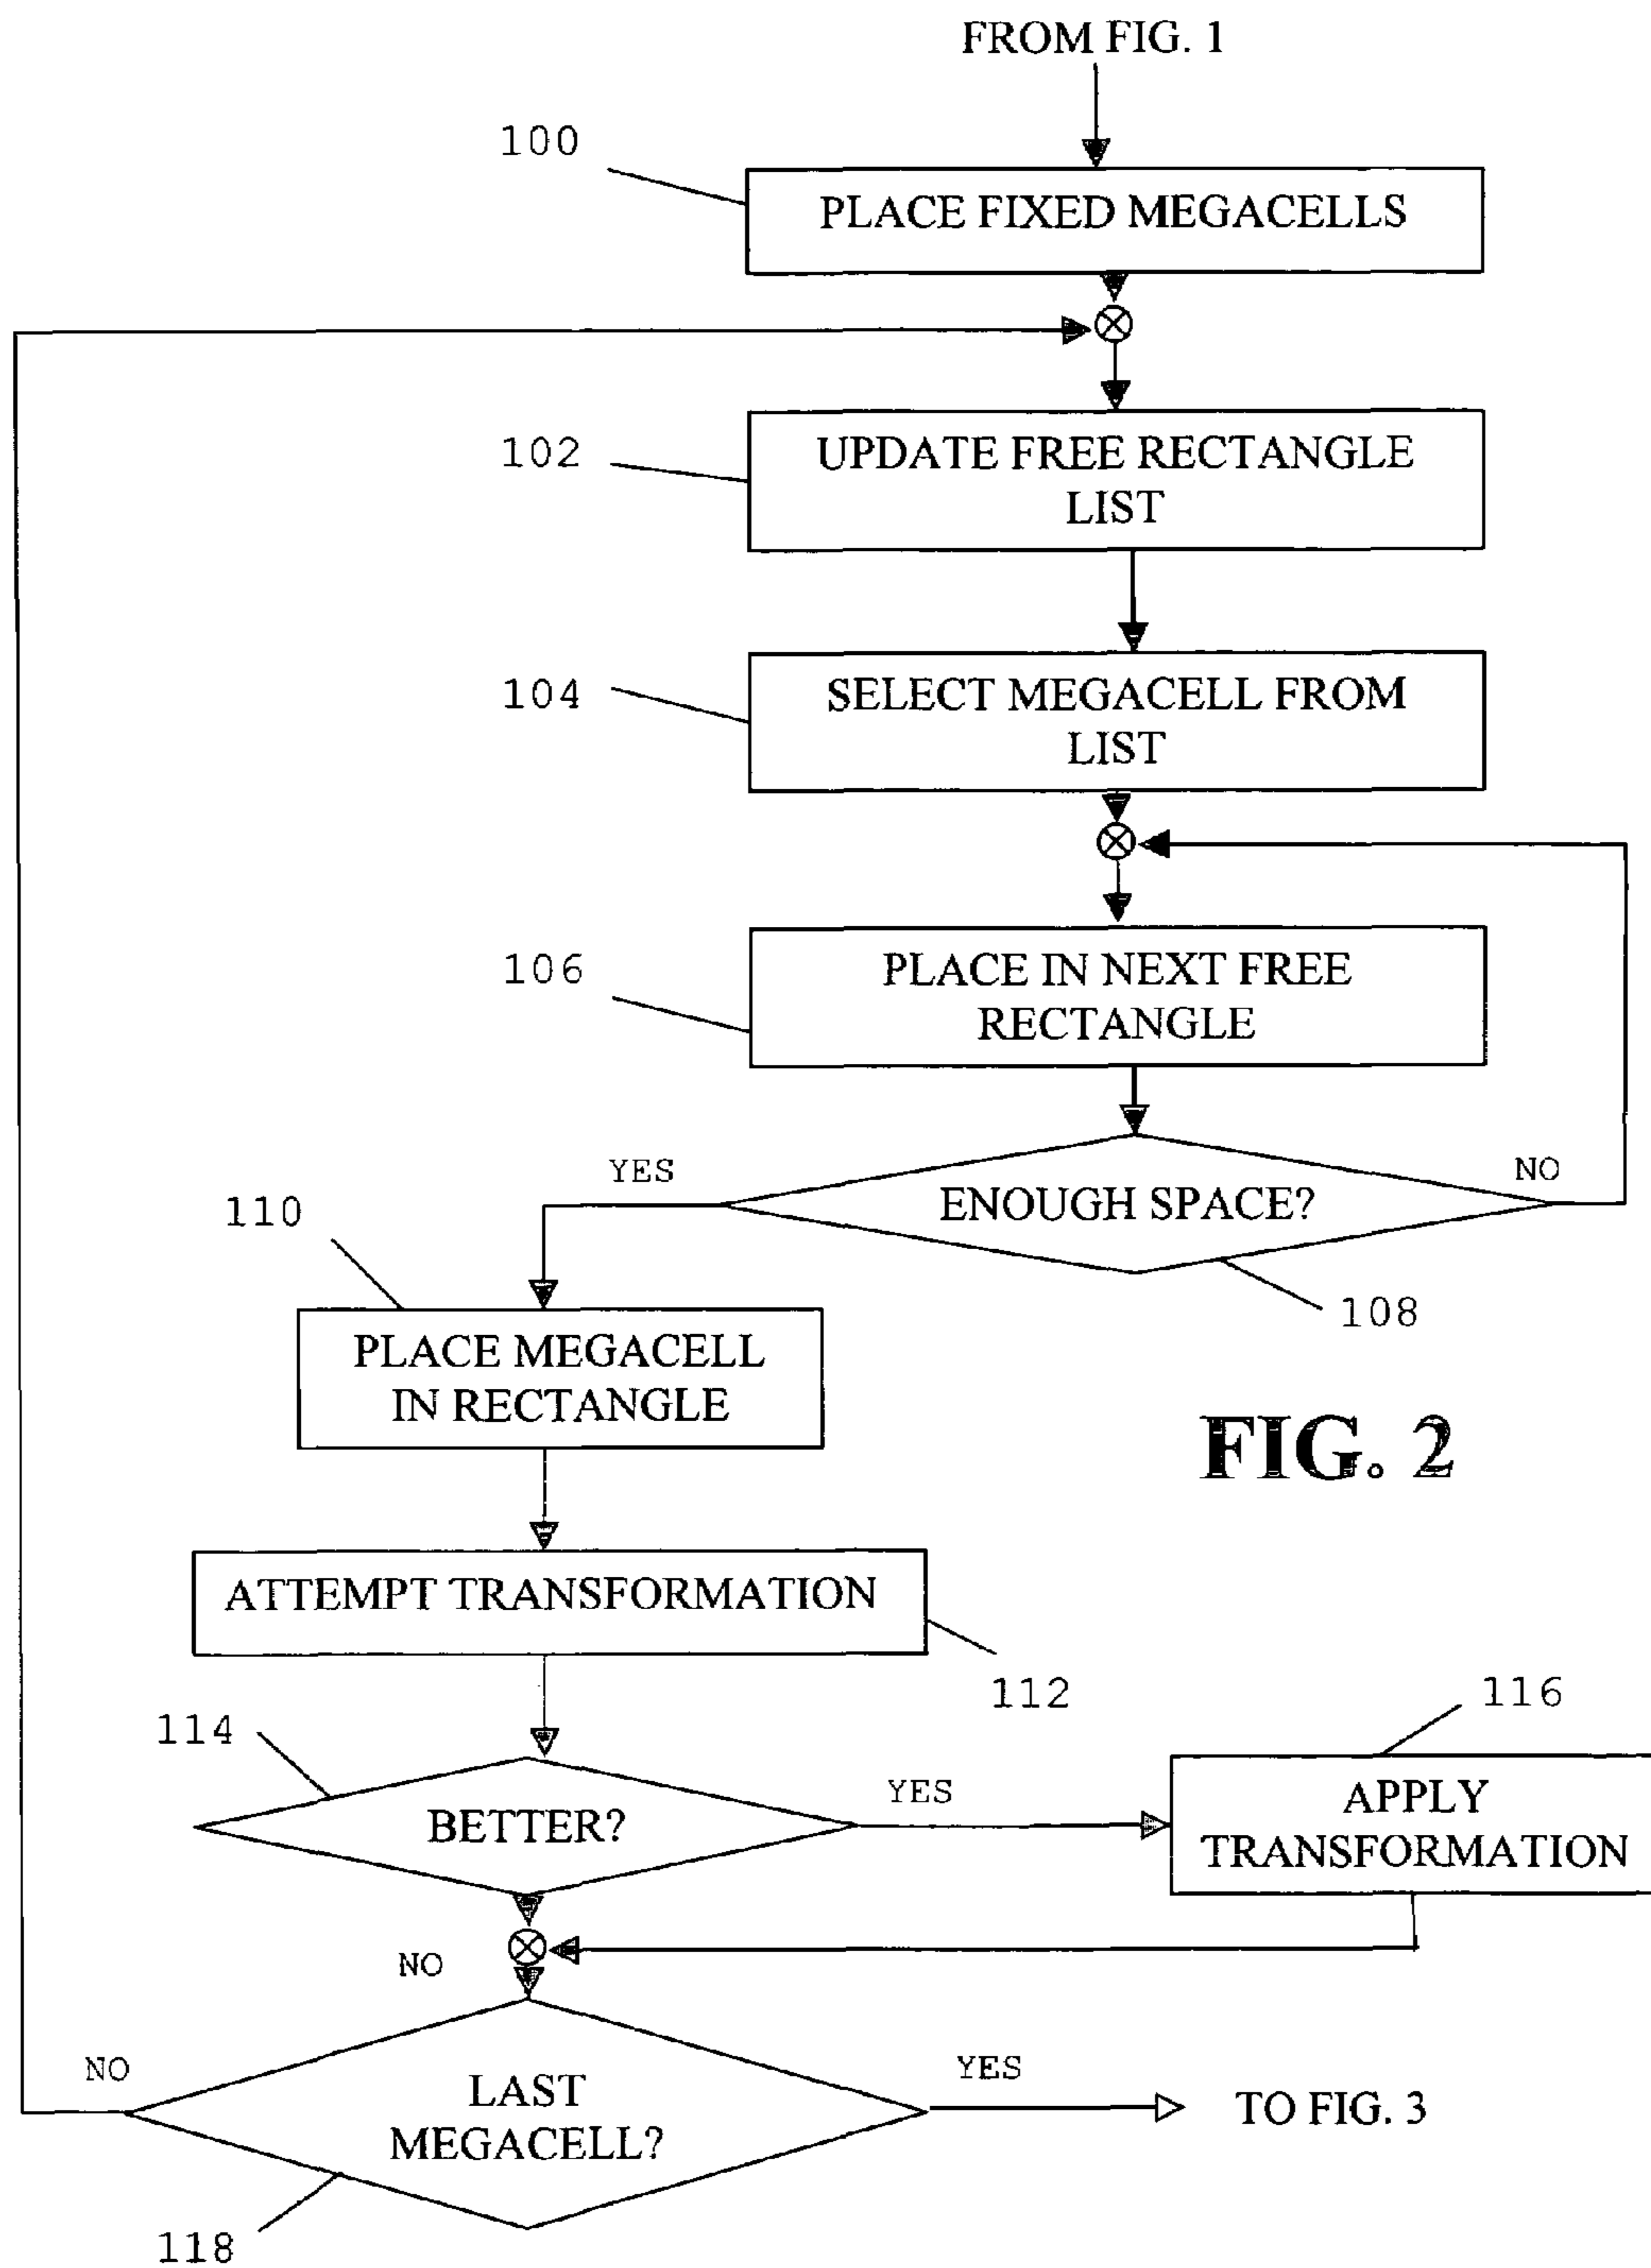 FROM FIG. 1
100
PLACE FIXED MEGACELLS
102
UPDATE FREE RECTANGLE
LIST
104
SELECT MEGACELL FROM
LIST
106
PLACE IN NEXT FREE
RECTANGLE
YES
NO
ENOUGH SPACE?
108
110
PLACE MEGACELL
IN RECTANGLE
FIG. 2
ATTEMPT TRANSFORMATION
112
114
BETTER?
YES
116
APPLY
TRANSFORMATION
NO
NO
LAST
MEGACELL?
YES
TO FIG. 3
118